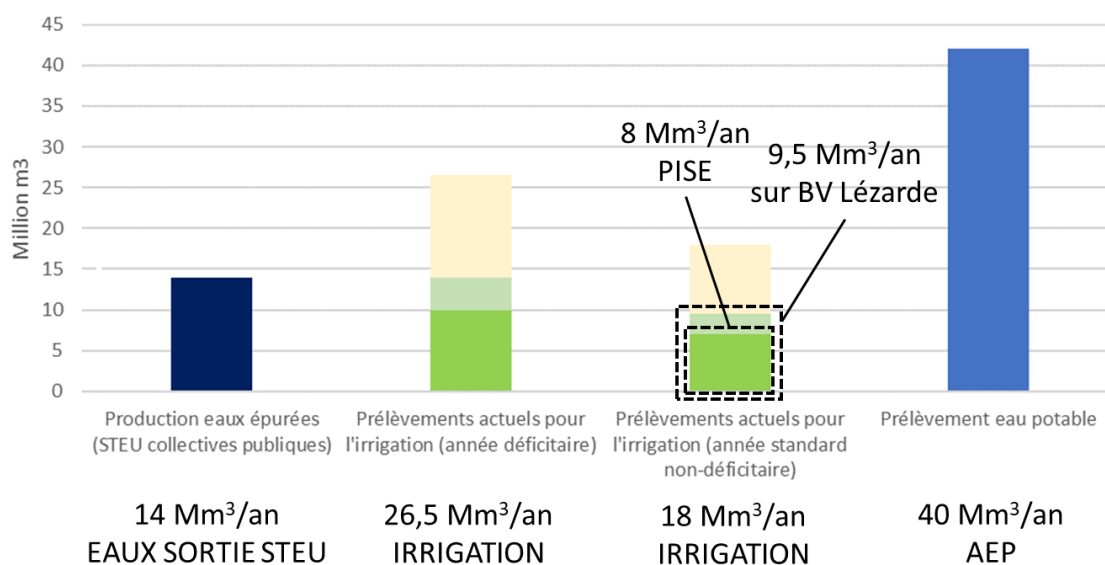 45
40
35
30
25
20
15
10
5
0
Million m3
8 Mm³/an
PISE
9,5 Mm³/an
sur BV Lézarde
Production eaux épurées
(STEU collectives publiques)
Prélèvements actuels pour
l'irrigation (année déficitaire)
Prélèvements actuels pour
l'irrigation (année standard
non-déficitaire)
Prélèvement eau potable
14 Mm³/an
EAUX SORTIE STEU
26,5 Mm³/an
IRRIGATION
18 Mm³/an
IRRIGATION
40 Mm³/an
AEP